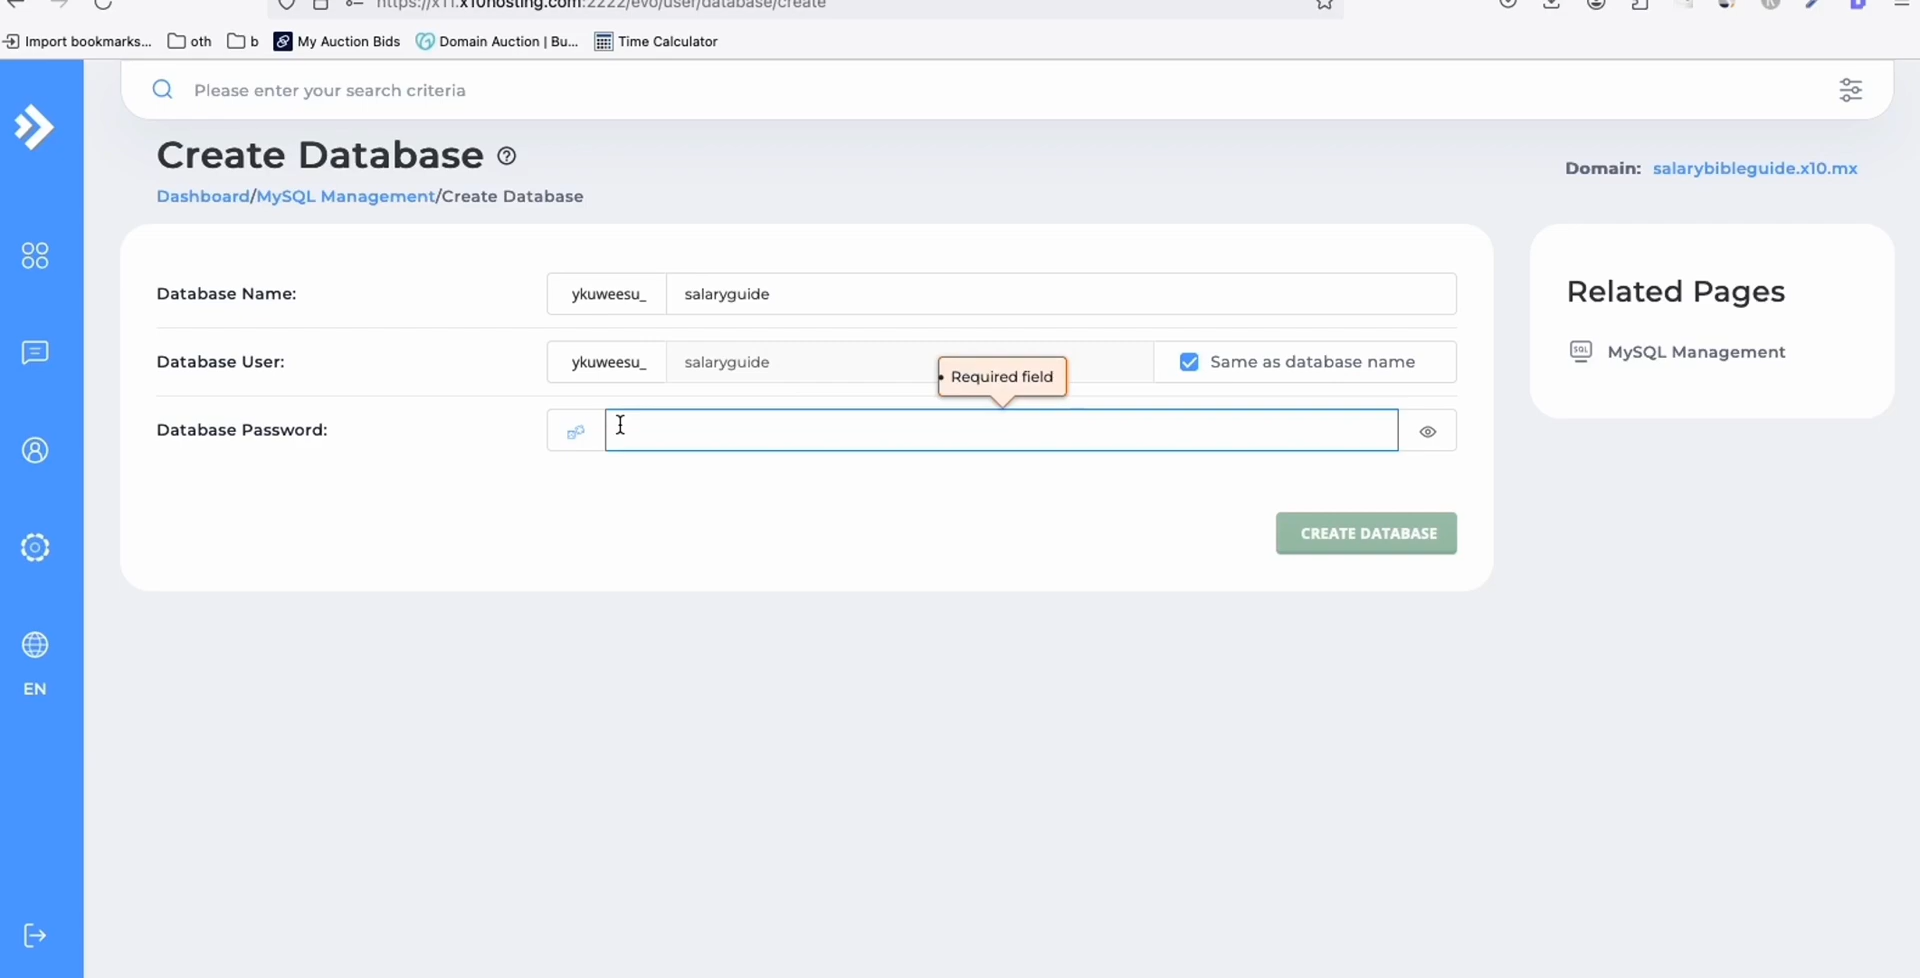 https://x11.x10hosting.com:2222/evo/user/database/create
Import bookmarks... oth b My Auction Bids Domain Auction | Bu... Time Calculator
Please enter your search criteria
Create Database
Domain: salarybibleguide.x10.mx
Dashboard/MySQL Management/Create Database
Related Pages
MySQL Management
Database Name: ykuweesu_ salaryguide
Database User: ykuweesu_ salaryguide Same as database name
• Required field
Database Password:
CREATE DATABASE
EN